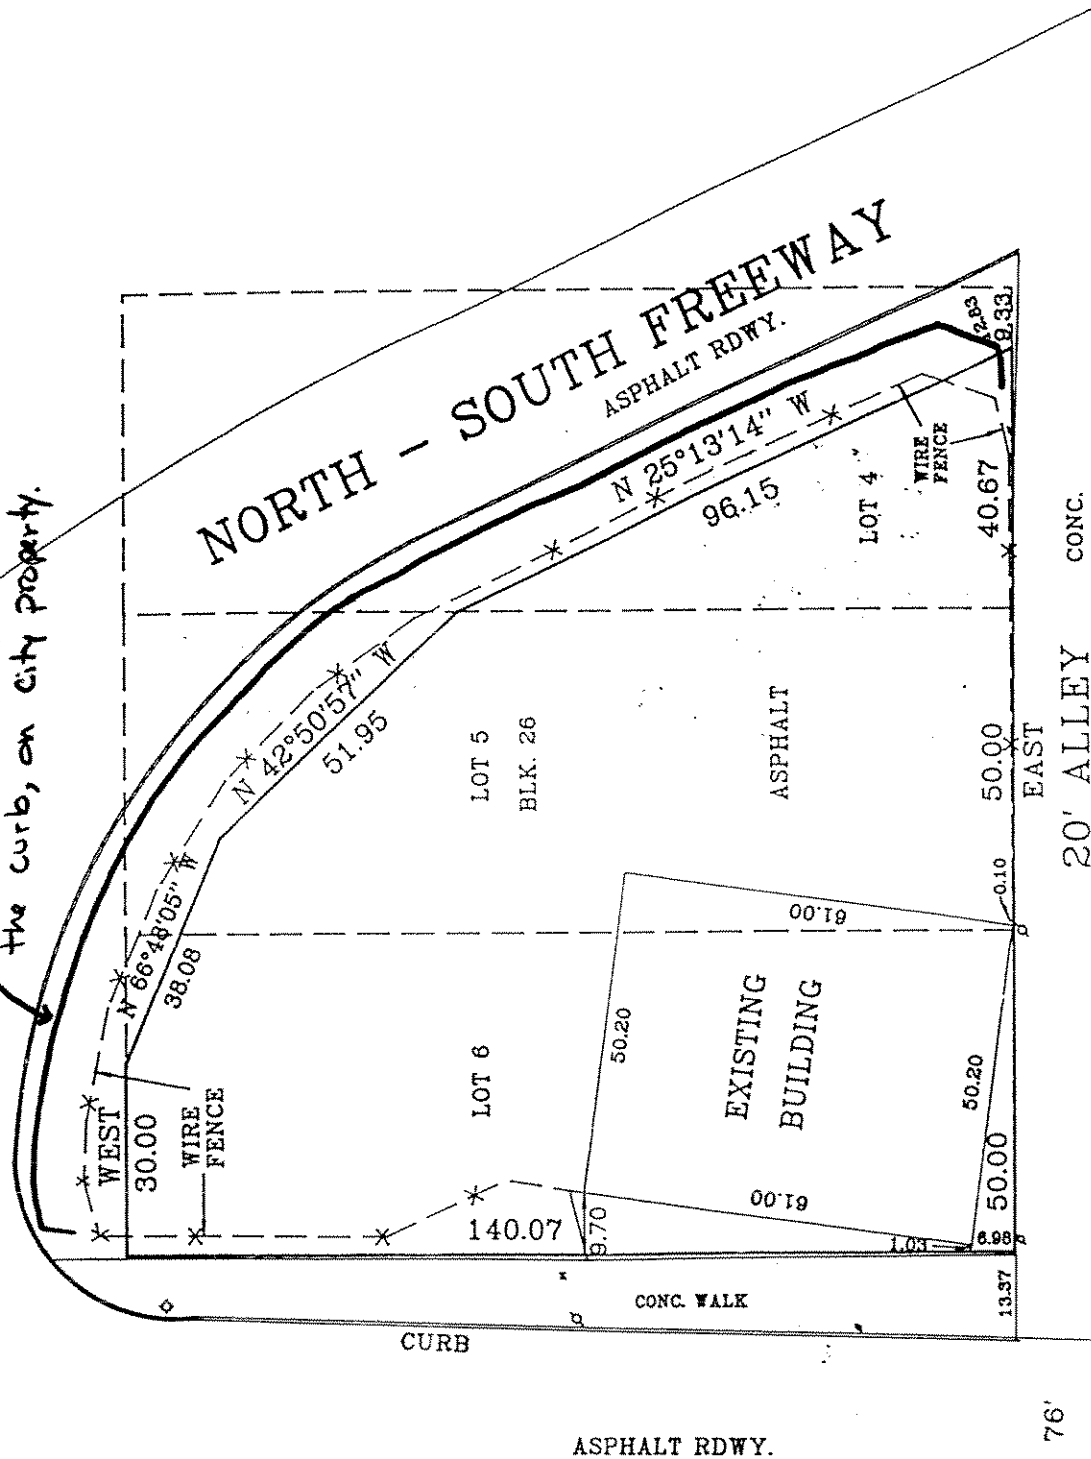 the curb, on city property.
NORTH - SOUTH FREEWAY
ASPHALT RDWY.
N 25°13'14" W
96.15
N 42°50'57" W
51.95
N 66°48'05" W
38.08
WEST
30.00
WIRE
FENCE
LOT 4
WIRE
FENCE
12.83
9.33
40.67
CONC.
LOT 5
BLK. 26
ASPHALT
50.00
EAST
20' ALLEY
0.10
LOT 6
61.00
50.20
EXISTING
BUILDING
50.20
61.00
50.00
140.07
9.70
1.03
6.98
13.37
CONC. WALK
CURB
ASPHALT RDWY.
76'